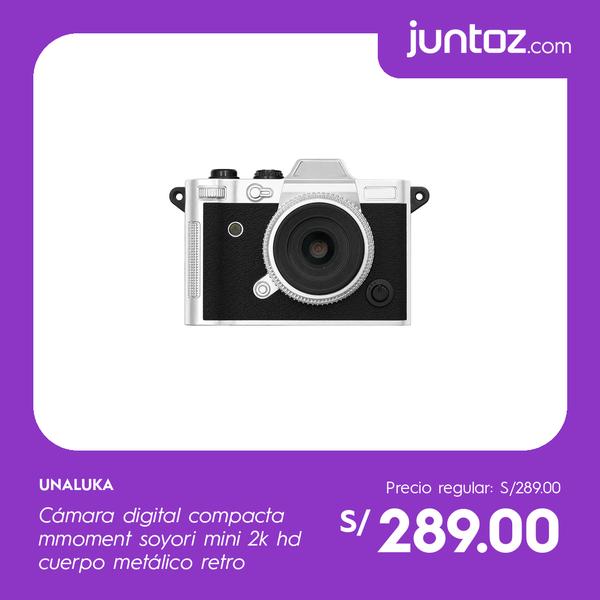 juntoz.com
UNALUKA
Cámara digital compacta
mmoment soyori mini 2k hd
cuerpo metálico retro
Precio regular: S/289.00
S/ 289.00